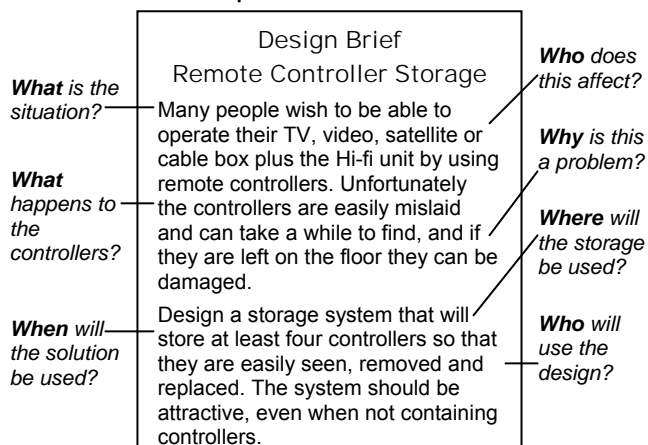 Design Brief
Remote Controller Storage
Many people wish to be able to
operate their TV, video, satellite or
cable box plus the Hi-fi unit by using
remote controllers. Unfortunately
the controllers are easily mislaid
and can take a while to find, and if
they are left on the floor they can be
damaged.
Design a storage system that will
store at least four controllers so that
they are easily seen, removed and
replaced. The system should be
attractive, even when not containing
controllers.
What is the
situation?
What
happens to
the
controllers?
When will
the solution
be used?
Who does
this affect?
Why is this
a problem?
Where will
the storage
be used?
Who will
use the
design?